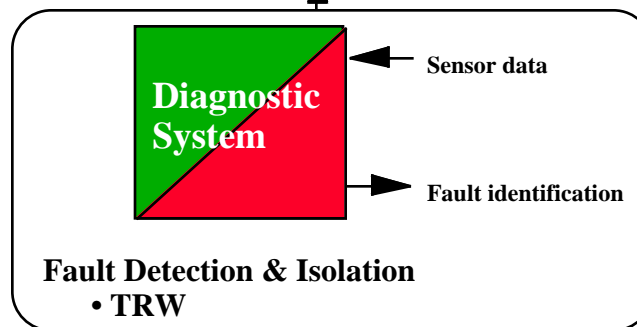 Diagnostic
System
Sensor data
Fault identification
Fault Detection & Isolation
• TRW